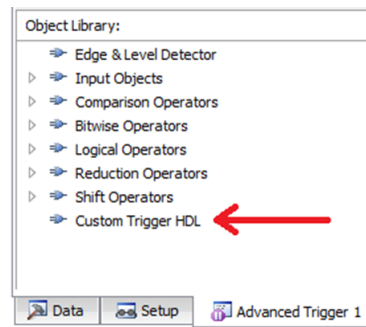 Object Library:
Edge & Level Detector
Input Objects
Comparison Operators
Bitwise Operators
Logical Operators
Reduction Operators
Shift Operators
Custom Trigger HDL
Data Setup Advanced Trigger 1